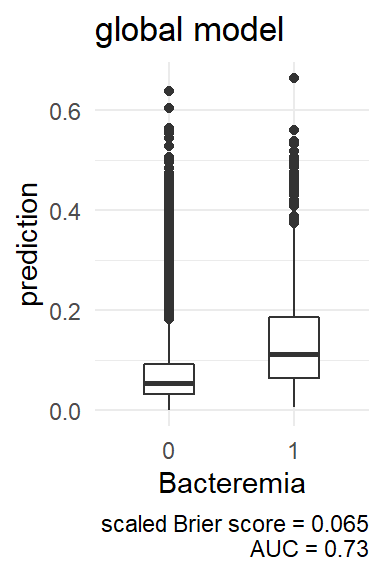 global model
prediction
0.6
0.4
0.2
0.0
0 1
Bacteremia
scaled Brier score = 0.065
AUC = 0.73